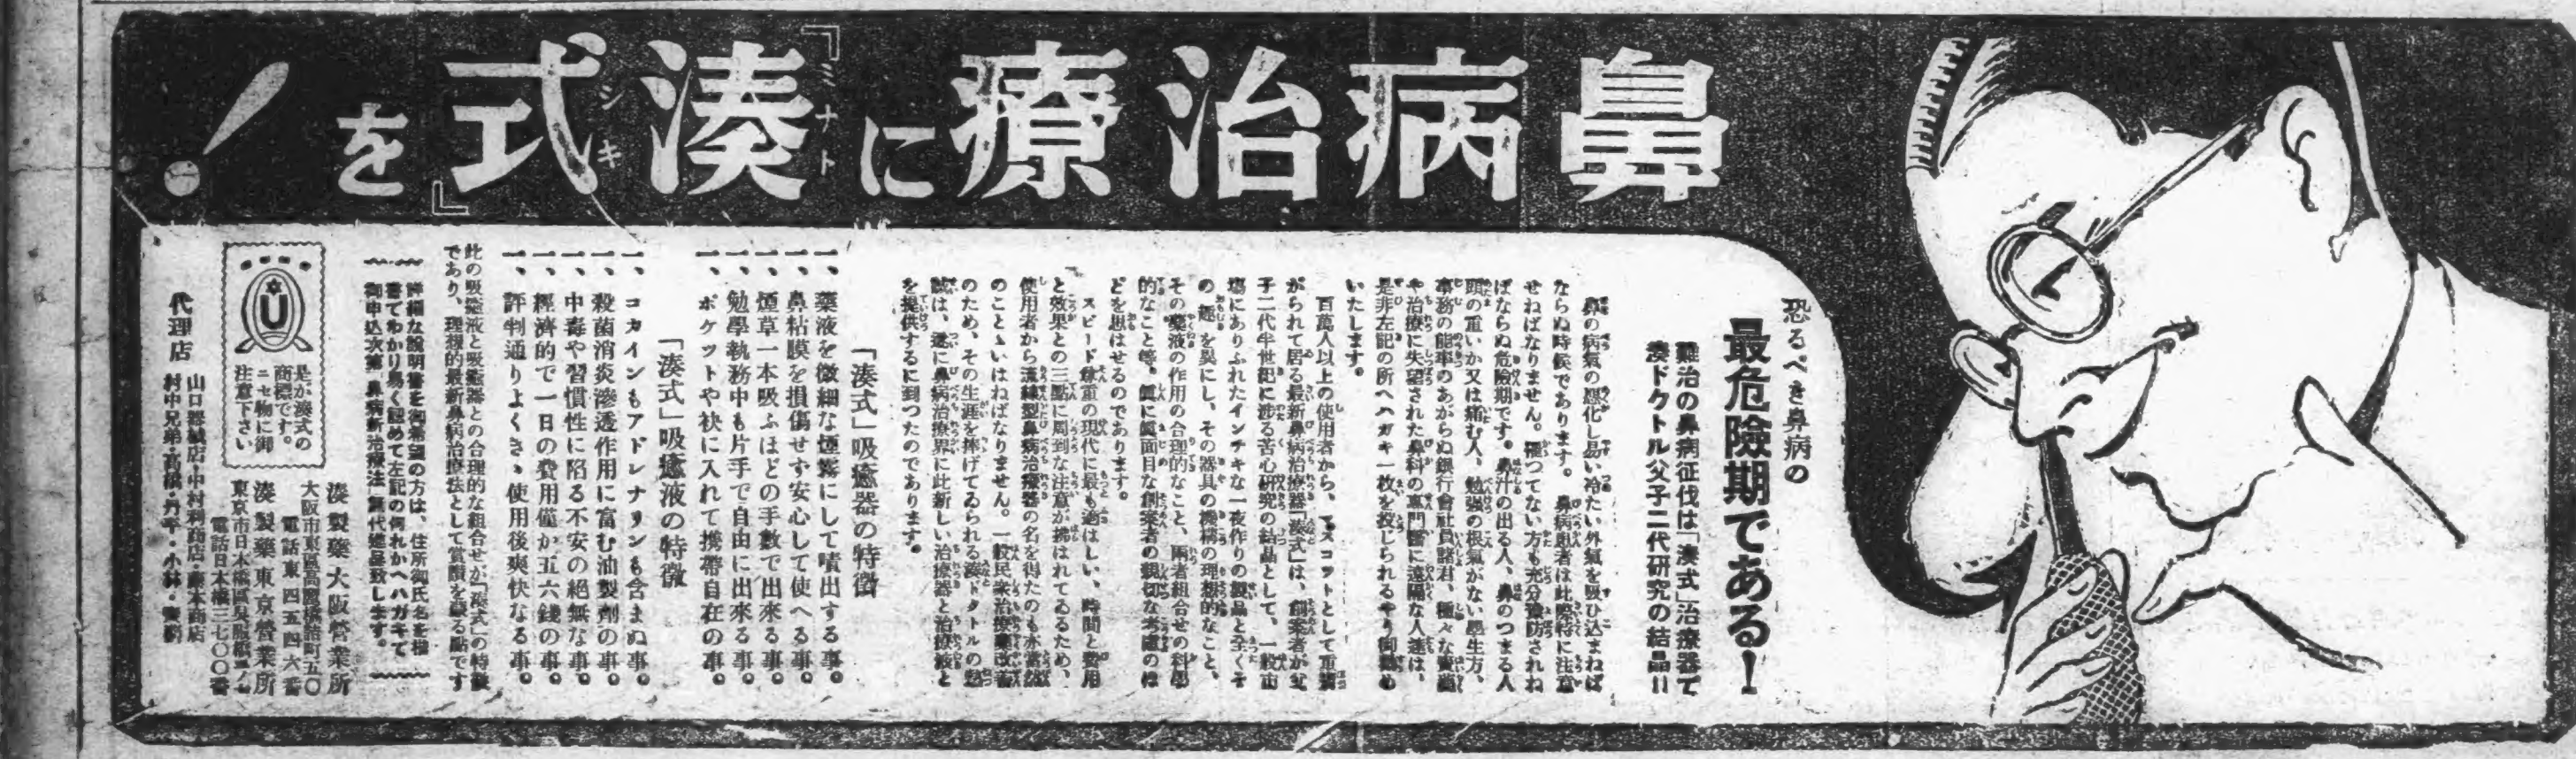 鼻病治療に『湊式』を!
ミナト
シキ
恐るべき鼻病の
最危險期である!
難治の鼻病征伐は「湊式」治療器で
湊ドクトル父子二代研究の結晶!!
鼻の病氣の惡化し易い冷たい外氣を吸ひ込まねば
ならぬ時候であります。鼻病患者は此際特に注意
せねばなりません。罹つてない方も充分豫防されね
ばならぬ危險期です。鼻汁の出る人、鼻のつまる人
頭の重いか又は痛む人、勉強の根氣がない學生方、
事務の能率のあがらぬ銀行會社員諸君、種々な賣藥
や治療に失望された鼻科の專門醫に遠隔な人達は、
是非左記の所へハガキ一枚を投じられるやう御勸め
いたします。
百萬人以上の使用者から、マスコツトとして重寶
がられて居る最新鼻病治療器「湊式」は、創案者が父
子二代半世紀に渉る苦心研究の結晶として、一般市
場にありふれたインチキな一夜作りの製品と全くそ
の趣を異にし、その器具の機構の理想的なこと、
その藥液の作用の合理的なこと、兩者組合せの科學
的なこと等。眞に眞面目な創案者の親切な考慮のほ
どを思はせるのであります。
スピード尊重の現代に最も適はしい、時間と費用
と效果との三點に周到な注意が拂はれてゐるため、
使用者から流線型鼻病治療器の名を得たのも亦當然
のことゝいはねばなりません。一般民衆治療藥改善
のため、その生涯を捧げてゐられる湊ドクトルの
は、遂に鼻病治療界に此新しい治療器と治療液と
を提供するに到つたのであります。
「湊式」吸癒器の特徴
一、藥液を微細な煙霧にして噴出する事。
一、鼻粘膜を損傷せず安心して使へる事。
一、煙草一本吸ふほどの手數で出來る事。
一、勉學執務中も片手で自由に出來る事。
一、ポケツトや袂に入れて携帶自在の事。
「湊式」吸癒液の特徴
一、コカインもアドレナリンも含まぬ事。
一、殺菌消炎滲透作用に富む油製劑の事。
一、中毒や習慣性に陷る不安の絕無な事。
一、經濟的で一日の費用僅か五六錢の事。
一、評判通りよくきゝ使用後爽快なる事。
此の吸癒液と吸癒器との合理的な組合せが「湊式」の特徴
であり、理想的最新鼻病治療法として賞讃を蒙る點です
詳細な說明書を御希望の方は、住所御氏名を楷
書でわかり易く認めて左記の何れかへハガキで
御申込次第「鼻病新治療法」無代進呈致します。
U
是が湊式の
商標です。
ニセ物に御
注意下さい
湊製藥大阪營業所
大阪市東區高麗橋詰町五〇
電話東四五四六番
湊製藥東京營業所
東京市日本橋區吳服橋二ノ
電話日本橋三七〇〇番
代理店
山口器械店・中村利商店・藤本商店
村中兄弟・高橋・丹平・小林